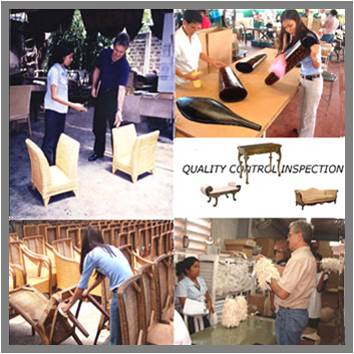 QUALITY CONTROL INSPECTION